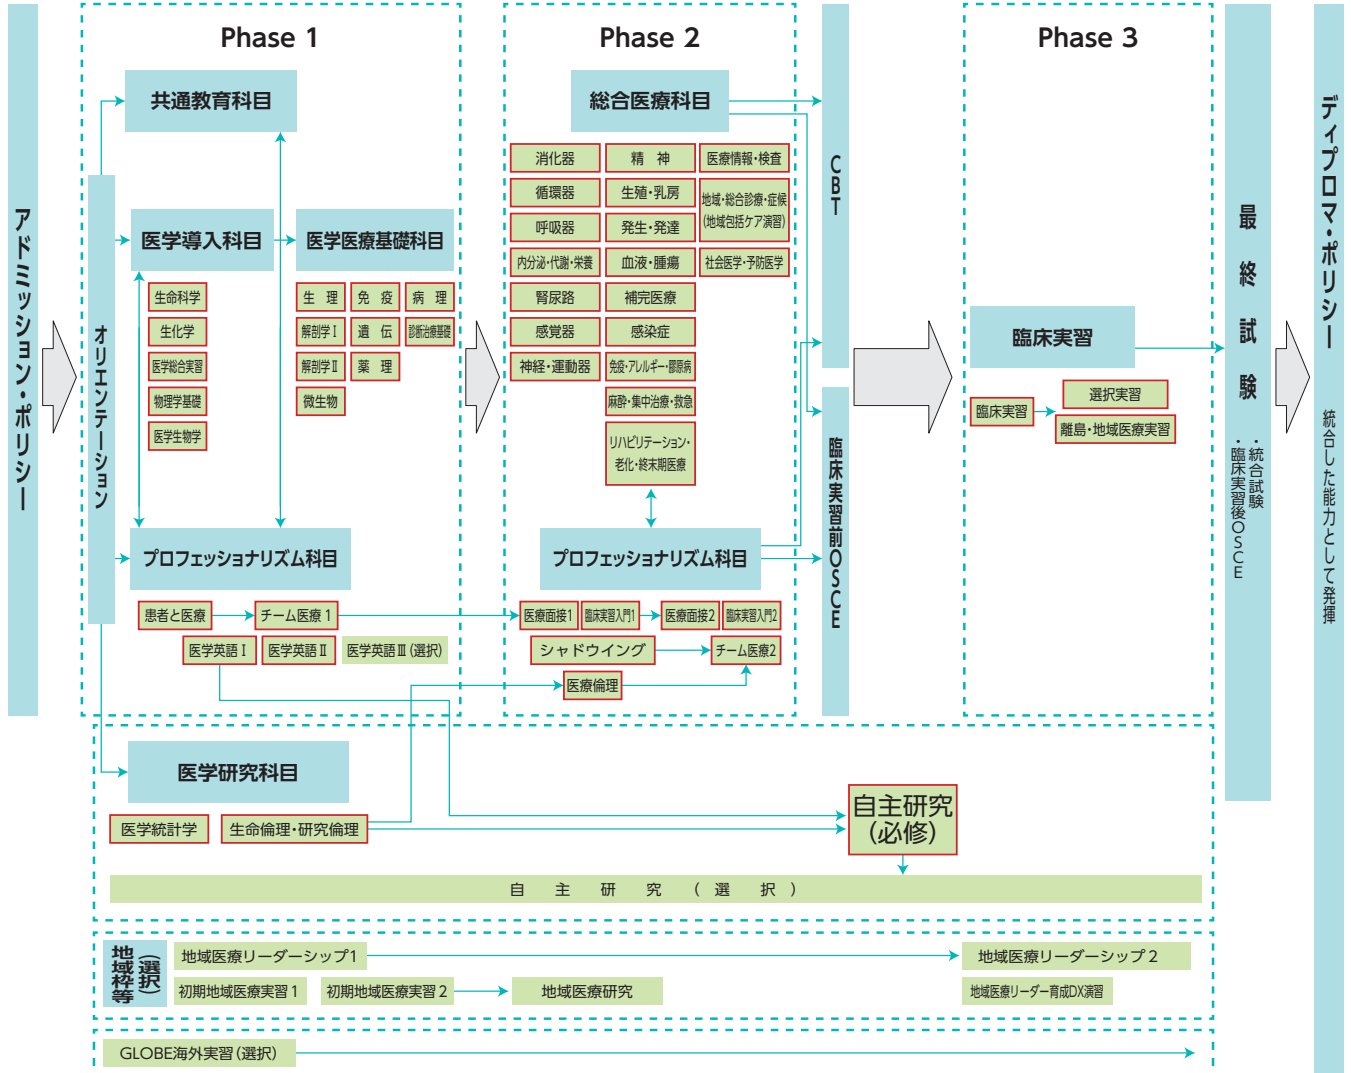 アドミッション・ポリシー
オリエンテーション
Phase 1
共通教育科目
医学導入科目
医学医療基礎科目
生命科学
生化学
医学総合実習
物理学基礎
医学生物学
生 理
免 疫
病 理
解剖学Ⅰ
遺 伝
診断治療基礎
解剖学Ⅱ
薬 理
微生物
プロフェッショナリズム科目
患者と医療
チーム医療 1
医学英語Ⅰ
医学英語Ⅱ
医学英語Ⅲ(選択)
Phase 2
総合医療科目
消化器
精 神
医療情報・検査
循環器
生殖・乳房
地域・総合診療・症候
(地域包括ケア演習)
呼吸器
発生・発達
内分泌・代謝・栄養
血液・腫瘍
社会医学・予防医学
腎尿路
補完医療
感覚器
感染症
神経・運動器
免疫・アレルギー・膠原病
麻酔・集中治療・救急
リハビリテーション・
老化・終末期医療
プロフェッショナリズム科目
医療面接1
臨床実習入門1
医療面接2
臨床実習入門2
シャドウイング
チーム医療2
医療倫理
CBT
臨床実習前OSCE
Phase 3
臨床実習
臨床実習
選択実習
離島・地域医療実習
最終試験
・統合試験
・臨床実習後OSCE
ディプロマ・ポリシー
統合した能力として発揮
医学研究科目
医学統計学
生命倫理・研究倫理
自主研究
(必修)
自 主 研 究 ( 選 択 )
地域枠等
(選択)
地域医療リーダーシップ1
地域医療リーダーシップ 2
初期地域医療実習 1
初期地域医療実習 2
地域医療研究
地域医療リーダー育成DX演習
GLOBE海外実習(選択)